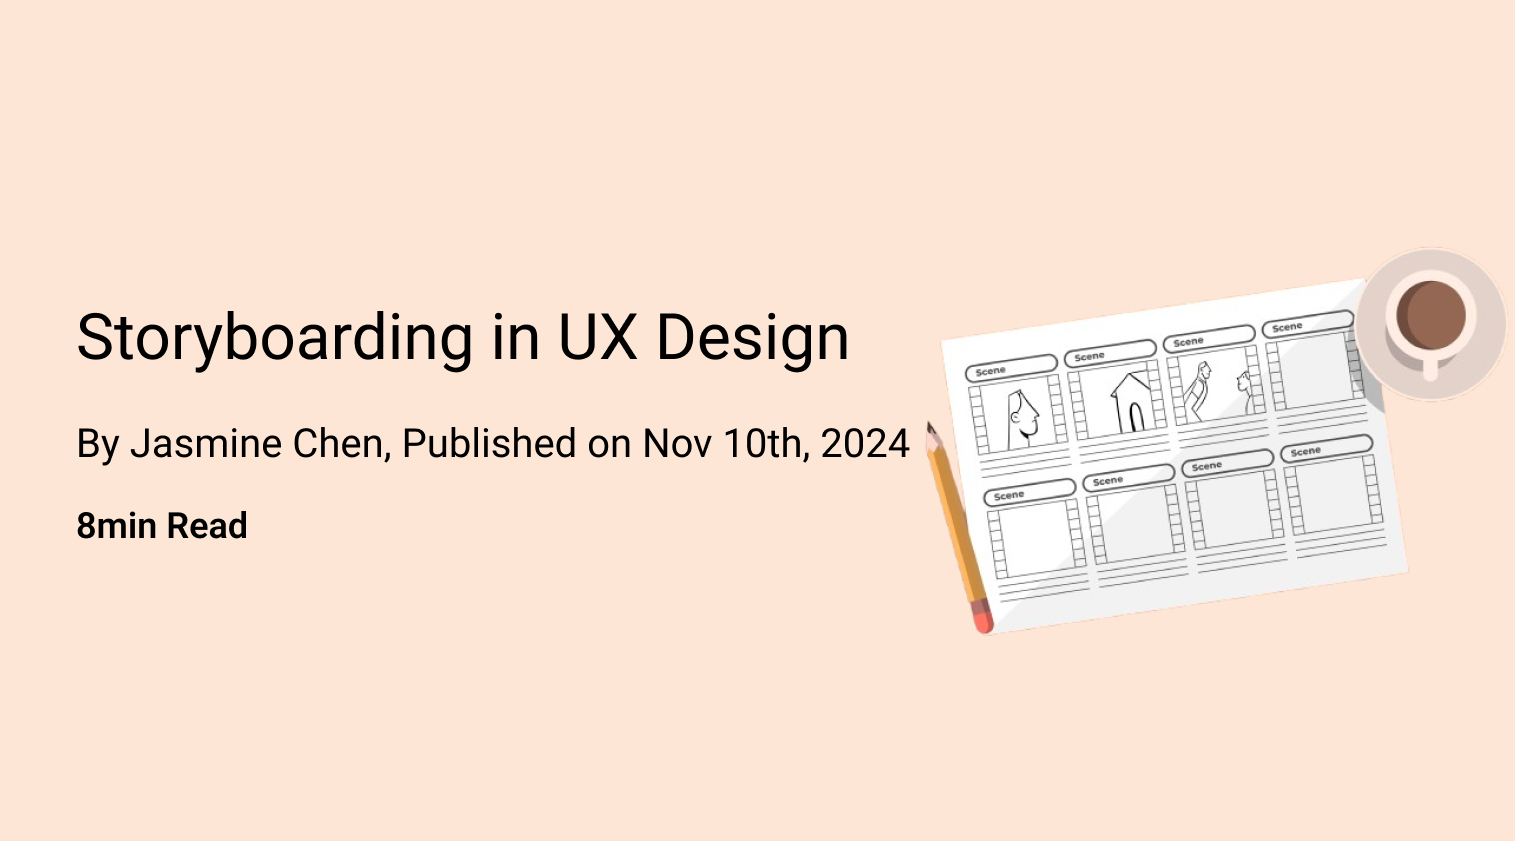 Storyboarding in UX Design
By Jasmine Chen, Published on Nov 10th, 2024
8min Read
Scene
Scene
Scene
Scene
Scene
Scene
Scene
Scene